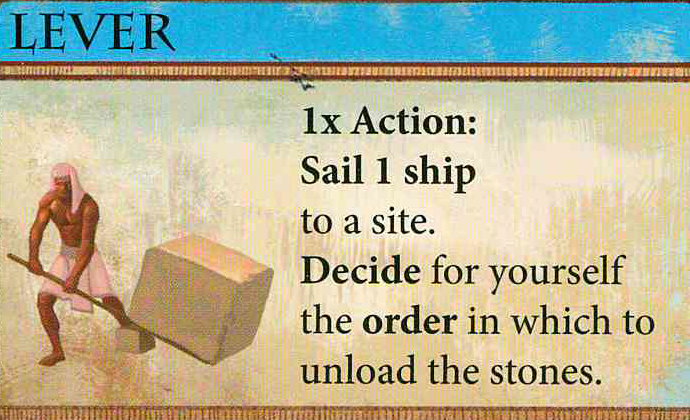 LEVER
1x Action:
Sail 1 ship
to a site.
Decide for yourself
the order in which to
unload the stones.